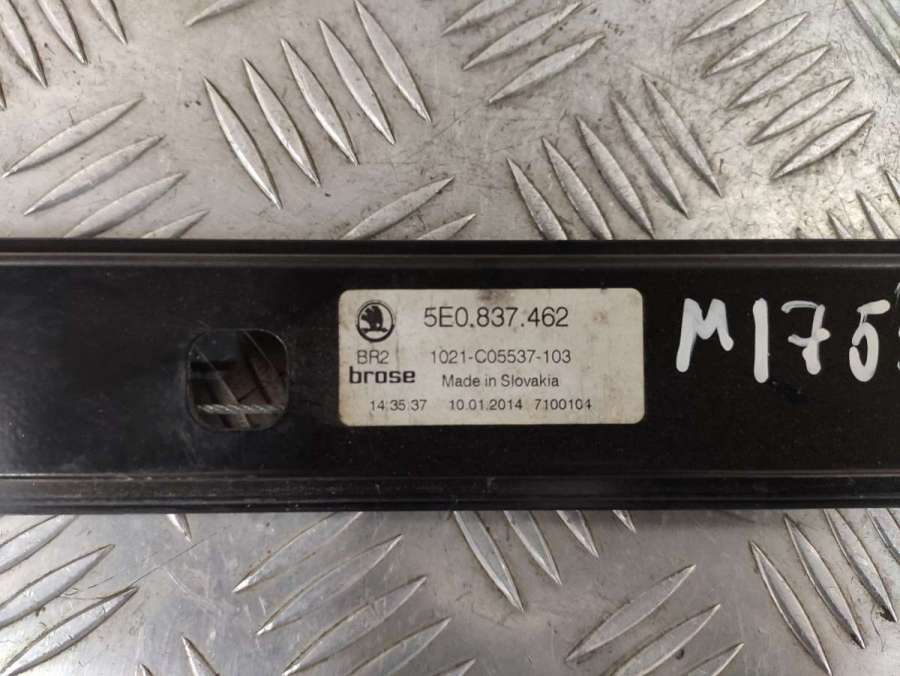 5E0.837.462
BR2 1021-C05537-103
brose Made in Slovakia
14:35:37 10.01.2014 7100104
M175